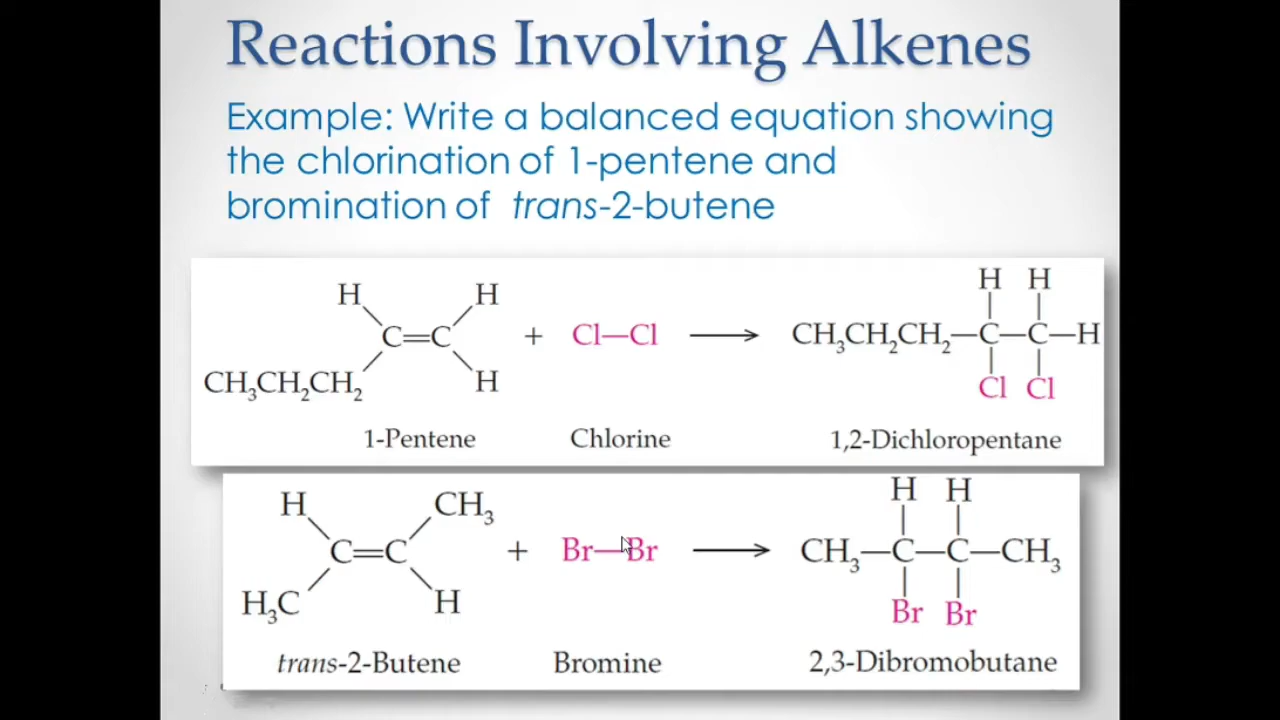 Reactions Involving Alkenes
Example: Write a balanced equation showing
the chlorination of 1-pentene and
bromination of trans-2-butene
H H H H
C=C + Cl—Cl ⟶ CH₃CH₂CH₂—C—C—H
CH₃CH₂CH₂ H Cl Cl
1-Pentene Chlorine 1,2-Dichloropentane
H CH₃ H H
C=C + Br—Br ⟶ CH₃—C—C—CH₃
H₃C H Br Br
trans-2-Butene Bromine 2,3-Dibromobutane